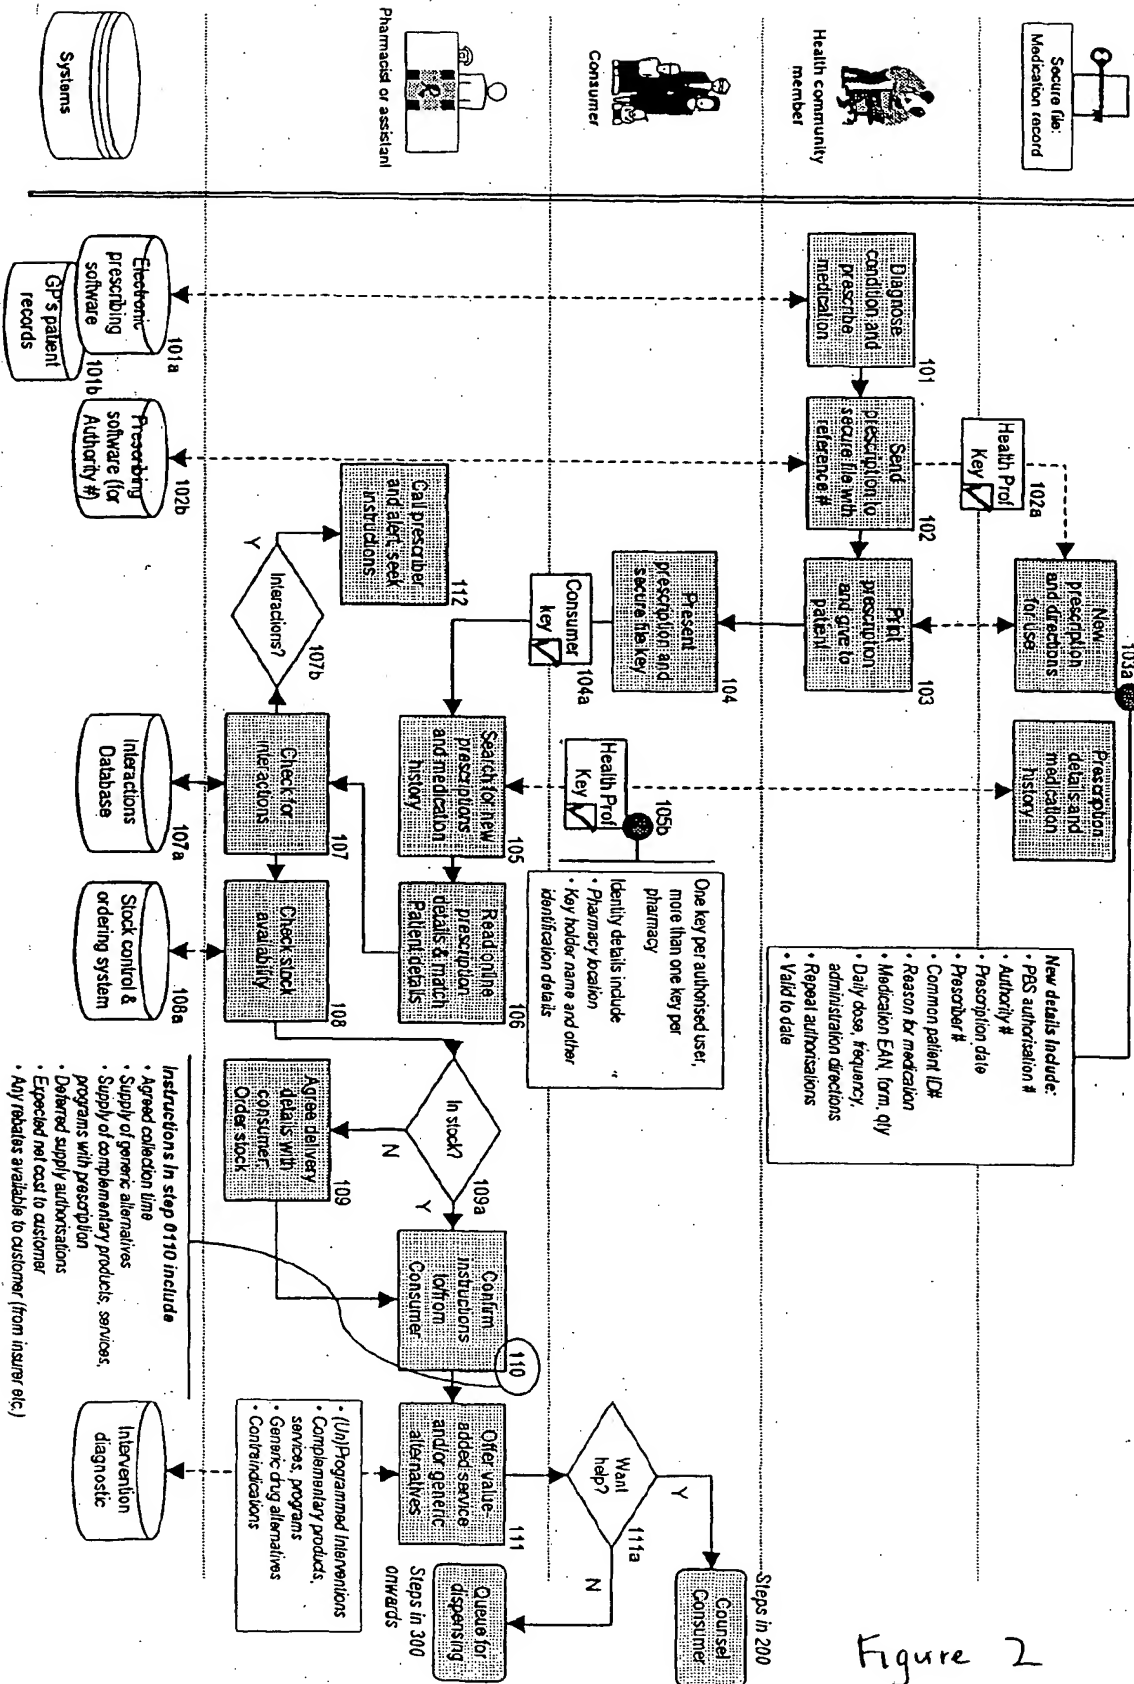 Secure file:
Medication record
Health community
member
Consumer
Pharmacist or assistant
Systems
103a
New
prescription
and directions
for use
Prescription
details and
medication
history
New details Include:
• PBS authorisation #
• Authority #
• Prescription date
• Prescriber #
• Common patient ID#
• Reason for medication
• Medication EAN, form, qty
• Daily dose, frequency,
administration directions
• Repeat authorisations
• Valid to date
Health Prof
Key
102a
Diagnose
condition and
prescribe
medication
101
Send
prescription to
secure file with
reference #
102
Print
prescription
and give to
patient
103
Steps in 200
Counsel
Consumer
Present
prescription and
secure file key
104
Consumer
key
104a
Health Prof
Key
105b
One key per authorised user,
more than one key per
pharmacy
Identity details include
• Pharmacy location
• Key holder name and other
identification details
Want
help?
111a
Y
N
Call prescriber
and alert, seek
instructions
112
Search for new
prescriptions
and medication
history
105
Read online
prescription
details & match
Patient details
106
In stock?
109a
N
Y
Confirm
instructions
to/from
Consumer
110
Offer value-
added service
and/or generic
alternatives
111
Queue for
dispensing
Steps in 300
onwards
Y
Interactions?
107b
Check for
interactions
107
Check stock
availability
108
Agree delivery
details with
consumer.
Order stock
109
• (Un)Programmed Interventions
• Complementary products,
services, programs
• Generic drug alternatives
• Contraindications
Electronic
prescribing
software
101a
GP's patient
records
101b
Prescribing
software (for
Authority #)
102b
Interactions
Database
107a
Stock control &
ordering system
108a
Instructions In step 0110 include
• Agreed collection time
• Supply of generic alternatives
• Supply of complementary products, services,
programs with prescription
• Deferred supply authorisations
• Expected net cost to customer
• Any rebates available to customer (from insurer etc.)
Intervention
diagnostic
Figure 2